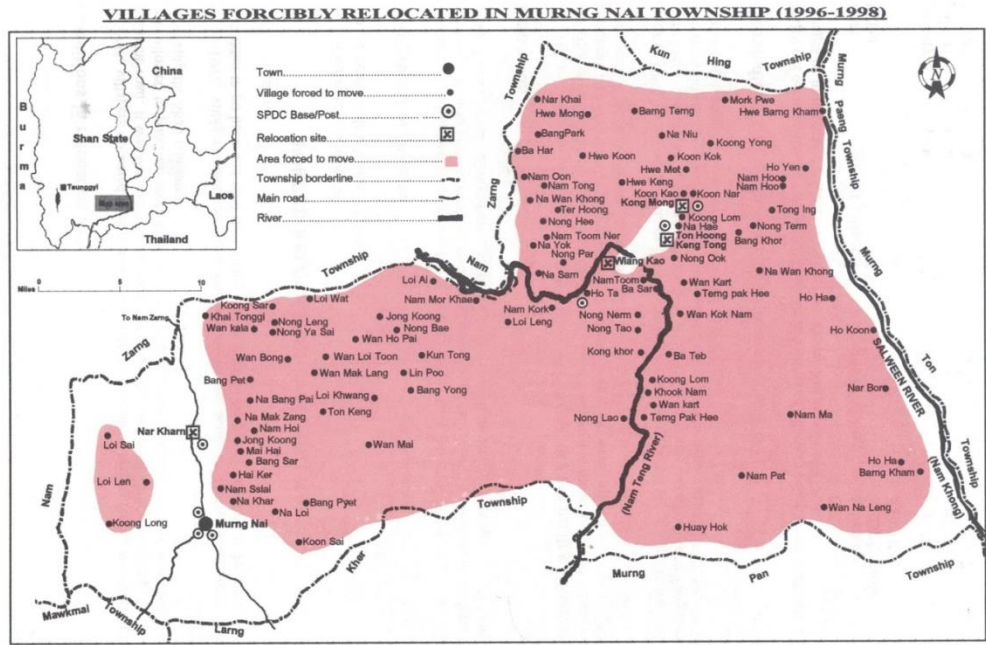 VILLAGES FORCIBLY RELOCATED IN MURNG NAI TOWNSHIP (1996-1998)
China
Burma
Shan State
Taunggyi
Laos
Thailand
Town
Village forced to move
SPDC Base/Post
Relocation site
Area forced to move
Township borderline
Main road
River
N
Miles 0 5 10
To Nam Zarng
Kun Hing Township
Murng Paeng Township
Zarng Township
Nam
Township
Zarng
Nam
Mawkmai
Township
Larng
Kher
Township
Murng Pan Township
Murng Ton Township
SALWEEN RIVER
(Nam Khong)
(Nam Teng River)
Nar Khai
Hwe Mong
Barng Terng
Mork Pwe
Hwe Barng Kham
BangPark
Na Niu
Koong Yong
Ba Har
Hwe Koon
Koon Kok
Hwe Met
Ho Yen
Nam Oon
Nam Tong
Hwe Keng
Nam Hoo
Nam Hoo
Na Wan Khong
Koon Kao
Koon Nar
Kong Mong
Ter Hoong
Koong Lom
Tong Ing
Nong Hee
Na Hae
Nong Term
Nam Toom Ner
Ton Hoong
Keng Tong
Bang Khor
Na Yok
Nong Par
Nong Ook
Wiang Kao
Na Sarn
NamToom
Wan Kart
Na Wan Khong
Loi Al
Ho Ta
Ba Sar
Terng pak Hee
Ho Ha
Nam Mor Khae
Nam Kork
Nong Nerm
Wan Kok Nam
Loi Leng
Nong Tao
Ho Koon
Kong khor
Ba Teb
Koong Lom
Khook Nam
Nar Bon
Wan kart
Nong Lao
Terng Pak Hee
Nam Ma
Nam Pat
Ho Ha
Barng Kham
Wan Na Leng
Huay Hok
Loi Wat
Koong Sar
Khai Tonggi
Nong Leng
Jong Koong
Wan kala
Nong Ya Sai
Nong Bae
Wan Ho Pai
Wan Bong
Wan Loi Toon
Kun Tong
Bang Pet
Wan Mak Lang
Lin Poo
Na Bang Pai
Loi Khwang
Bang Yong
Na Mak Zang
Ton Keng
Nar Kharn
Nam Hoi
Jong Koong
Wan Mai
Mai Hai
Bang Sar
Hai Ker
Nam Sslai
Na Khar
Bang Pyet
Na Loi
Koon Sai
Loi Sai
Loi Len
Koong Long
Murng Nai